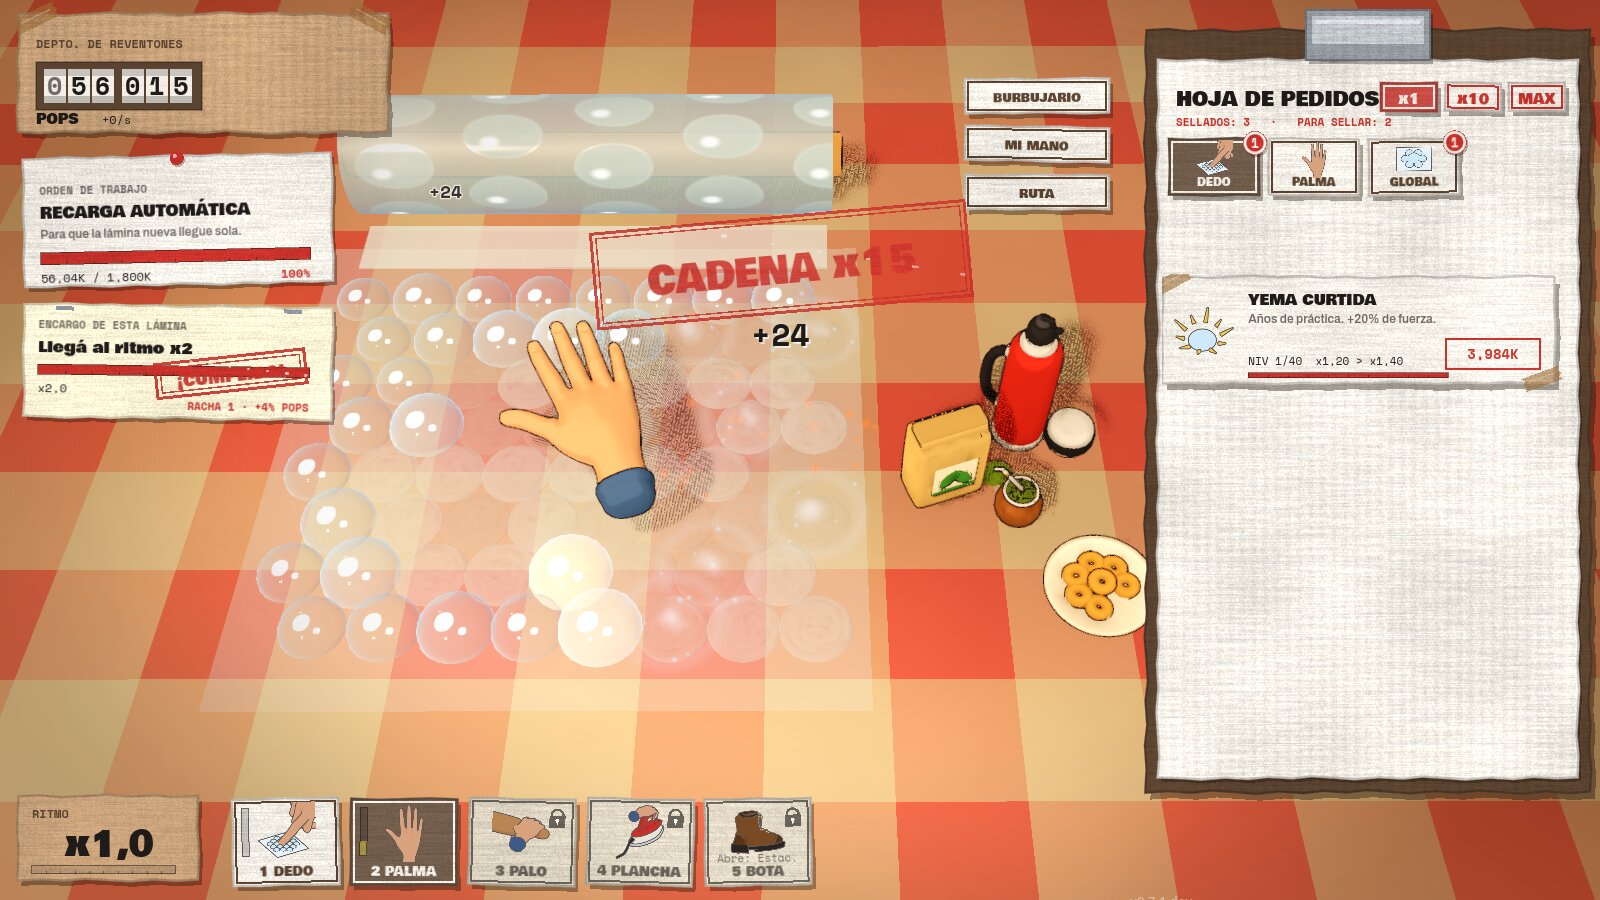 DEPTO. DE REVENTONES
056 015
POPS +0/s
ORDEN DE TRABAJO
RECARGA AUTOMÁTICA
Para que la lámina nueva llegue sola.
56,04K / 1,800K 100%
ENCARGO DE ESTA LÁMINA
Llegá al ritmo x2
x2,0
RACHA 1 · +4% POPS
+24
CADENA x15
+24
BURBUJARIO
MI MANO
RUTA
HOJA DE PEDIDOS x1 x10 MAX
SELLADOS: 3 · PARA SELLAR: 2
1 1
DEDO PALMA GLOBAL
YEMA CURTIDA
Años de práctica. +20% de fuerza.
NIV 1/40 x1,20 > x1,40 3,984K
RITMO
x1,0
1 DEDO
2 PALMA
3 PALO
4 PLANCHA
Abre: Estac.
5 BOTA